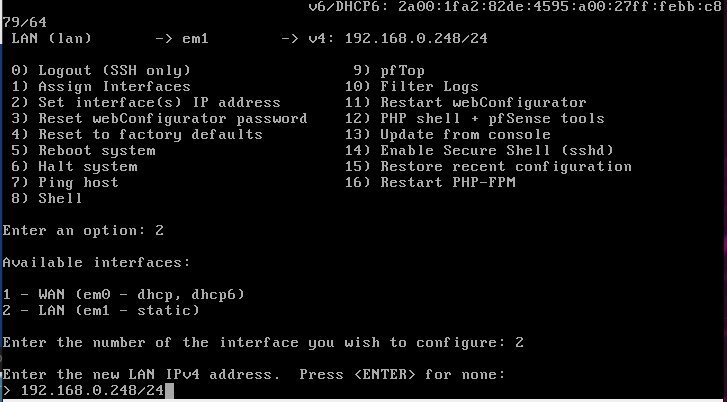 v6/DHCP6: 2a00:1fa2:82de:4595:a00:27ff:febb:c8
79/64
LAN (lan) -> em1 -> v4: 192.168.0.248/24
0) Logout (SSH only) 9) pfTop
1) Assign Interfaces 10) Filter Logs
2) Set interface(s) IP address 11) Restart webConfigurator
3) Reset webConfigurator password 12) PHP shell + pfSense tools
4) Reset to factory defaults 13) Update from console
5) Reboot system 14) Enable Secure Shell (sshd)
6) Halt system 15) Restore recent configuration
7) Ping host 16) Restart PHP-FPM
8) Shell
Enter an option: 2
Available interfaces:
1 - WAN (em0 - dhcp, dhcp6)
2 - LAN (em1 - static)
Enter the number of the interface you wish to configure: 2
Enter the new LAN IPv4 address. Press <ENTER> for none:
> 192.168.0.248/24